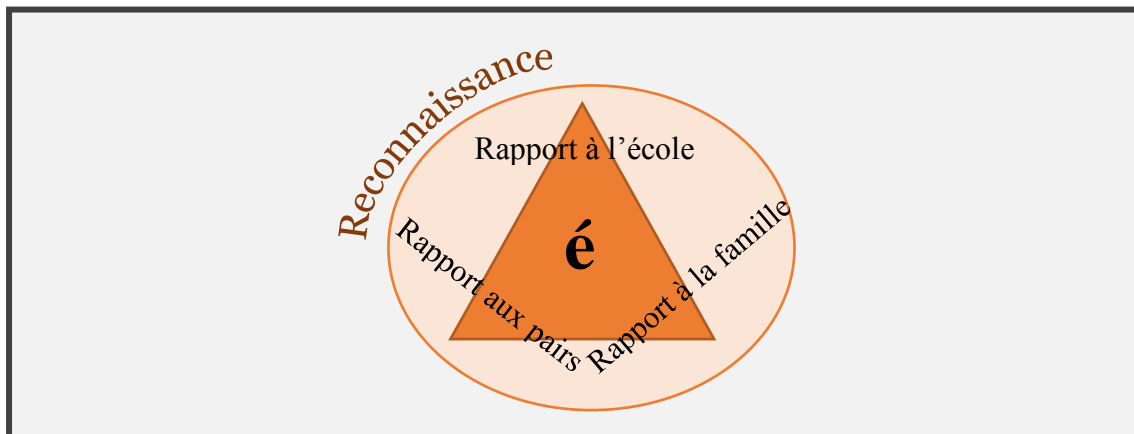 Reconnaissance
Rapport à l’école
é
Rapport aux pairs
Rapport à la famille